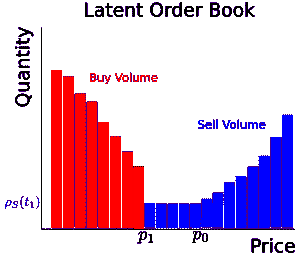 Latent Order Book
Quantity
Buy Volume
Sell Volume
ρS(t1)
p1
p0
Price